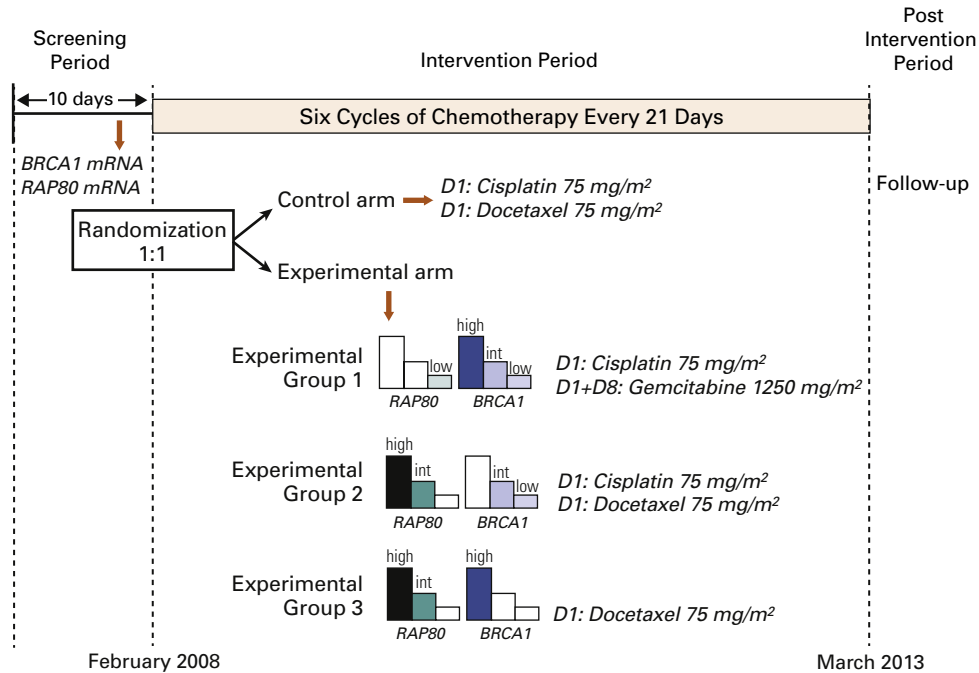 Screening
Period
Intervention Period
Post
Intervention
Period
10 days
Six Cycles of Chemotherapy Every 21 Days
BRCA1 mRNA
RAP80 mRNA
Follow-up
Randomization
1:1
Control arm
D1: Cisplatin 75 mg/m²
D1: Docetaxel 75 mg/m²
Experimental arm
Experimental
Group 1
low
RAP80
high
int
low
BRCA1
D1: Cisplatin 75 mg/m²
D1+D8: Gemcitabine 1250 mg/m²
Experimental
Group 2
high
int
RAP80
int
low
BRCA1
D1: Cisplatin 75 mg/m²
D1: Docetaxel 75 mg/m²
Experimental
Group 3
high
int
RAP80
high
BRCA1
D1: Docetaxel 75 mg/m²
February 2008
March 2013